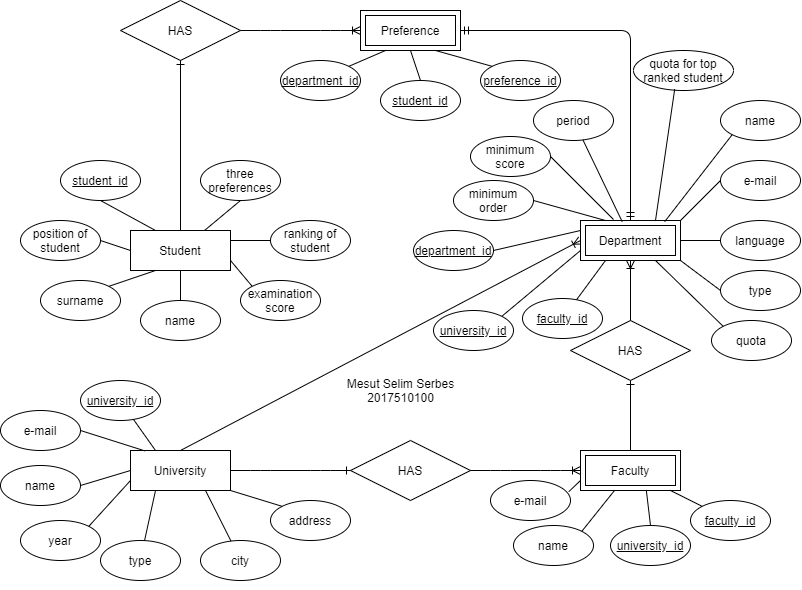 HAS
Preference
department_id
student_id
preference_id
quota for top
ranked student
period
name
minimum
score
e-mail
minimum
order
student_id
three
preferences
position of
student
Student
ranking of
student
department_id
Department
language
surname
name
examination
score
university_id
faculty_id
type
quota
HAS
Mesut Selim Serbes
2017510100
university_id
e-mail
University
HAS
Faculty
name
year
type
city
address
e-mail
name
university_id
faculty_id